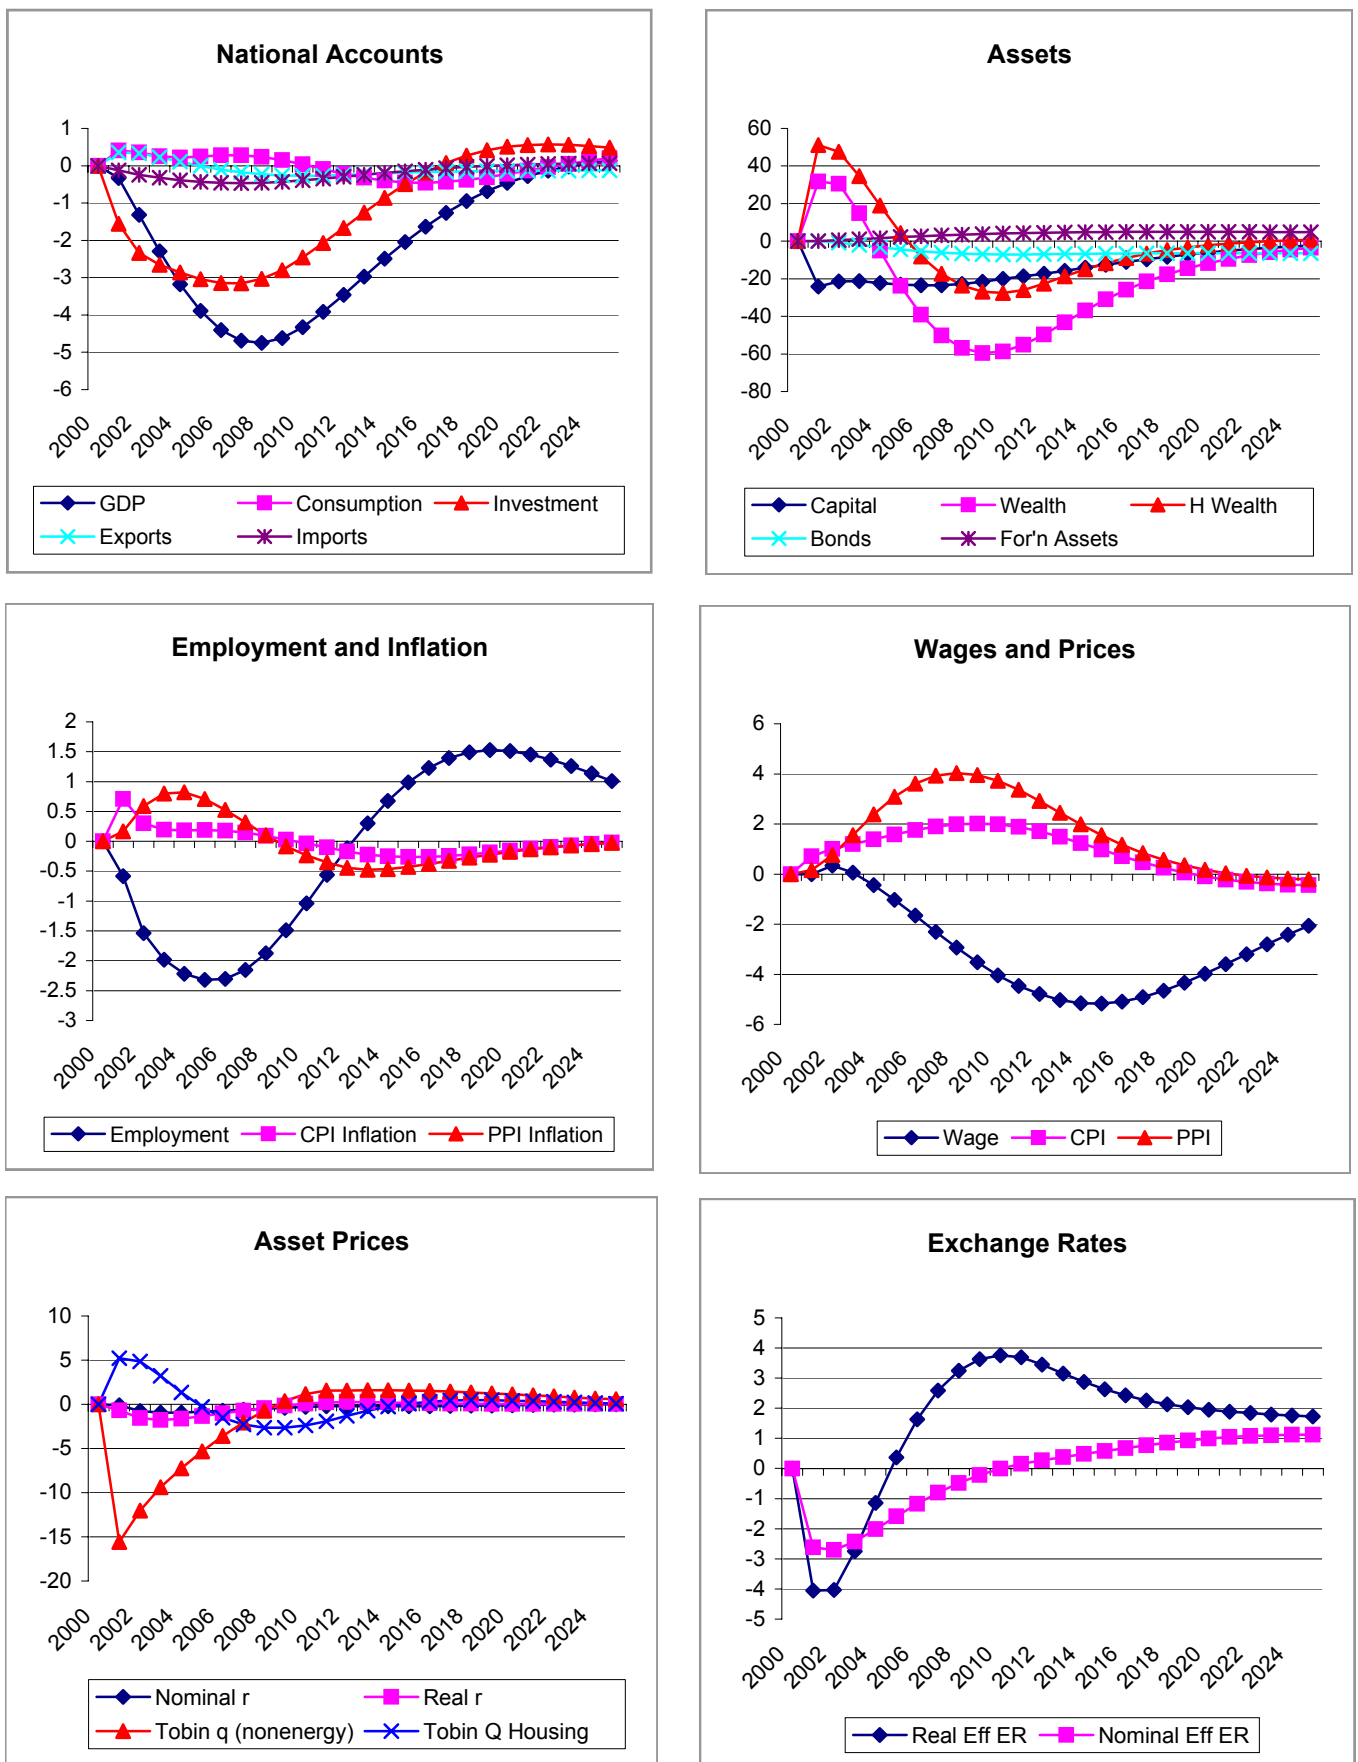 National Accounts
1
0
-1
-2
-3
-4
-5
-6
2000 2002 2004 2006 2008 2010 2012 2014 2016 2018 2020 2022 2024
GDP Consumption Investment
Exports Imports
Assets
60
40
20
0
-20
-40
-60
-80
2000 2002 2004 2006 2008 2010 2012 2014 2016 2018 2020 2022 2024
Capital Wealth H Wealth
Bonds For'n Assets
Employment and Inflation
2
1.5
1
0.5
0
-0.5
-1
-1.5
-2
-2.5
-3
2000 2002 2004 2006 2008 2010 2012 2014 2016 2018 2020 2022 2024
Employment CPI Inflation PPI Inflation
Wages and Prices
6
4
2
0
-2
-4
-6
2000 2002 2004 2006 2008 2010 2012 2014 2016 2018 2020 2022 2024
Wage CPI PPI
Asset Prices
10
5
0
-5
-10
-15
-20
2000 2002 2004 2006 2008 2010 2012 2014 2016 2018 2020 2022 2024
Nominal r Real r
Tobin q (nonenergy) Tobin Q Housing
Exchange Rates
5
4
3
2
1
0
-1
-2
-3
-4
-5
2000 2002 2004 2006 2008 2010 2012 2014 2016 2018 2020 2022 2024
Real Eff ER Nominal Eff ER